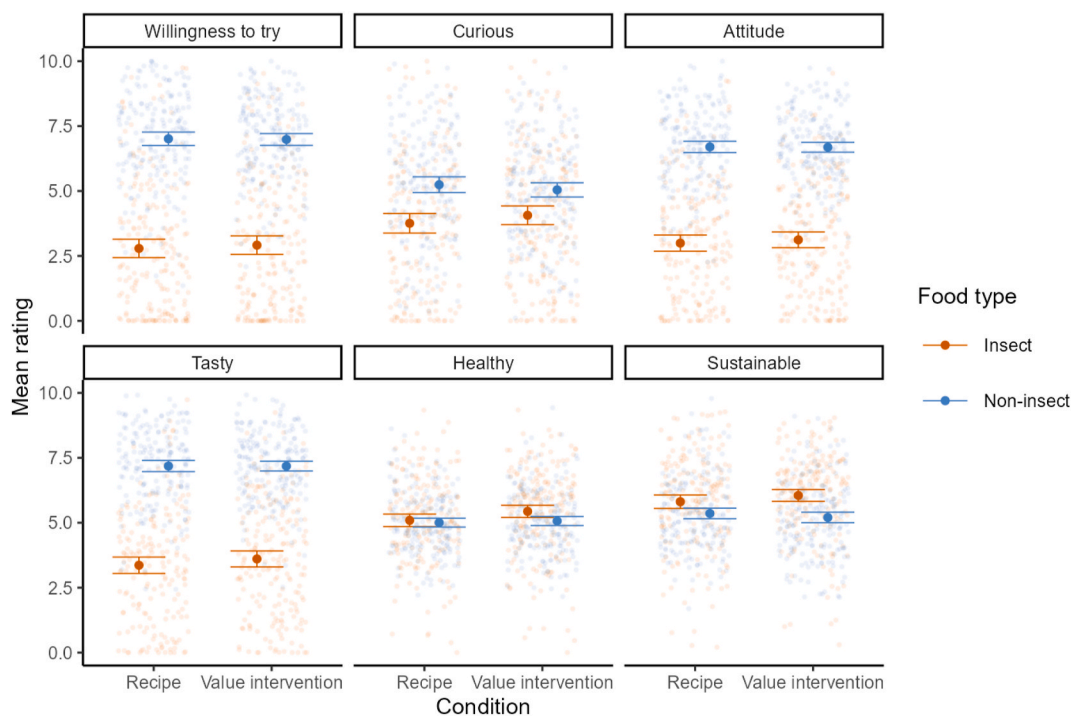 Willingness to try Curious Attitude
10.0
7.5
5.0
2.5
0.0
Tasty Healthy Sustainable
10.0
7.5
5.0
2.5
0.0
Mean rating
Recipe Value intervention Recipe Value intervention Recipe Value intervention
Condition
Food type
Insect
Non-insect